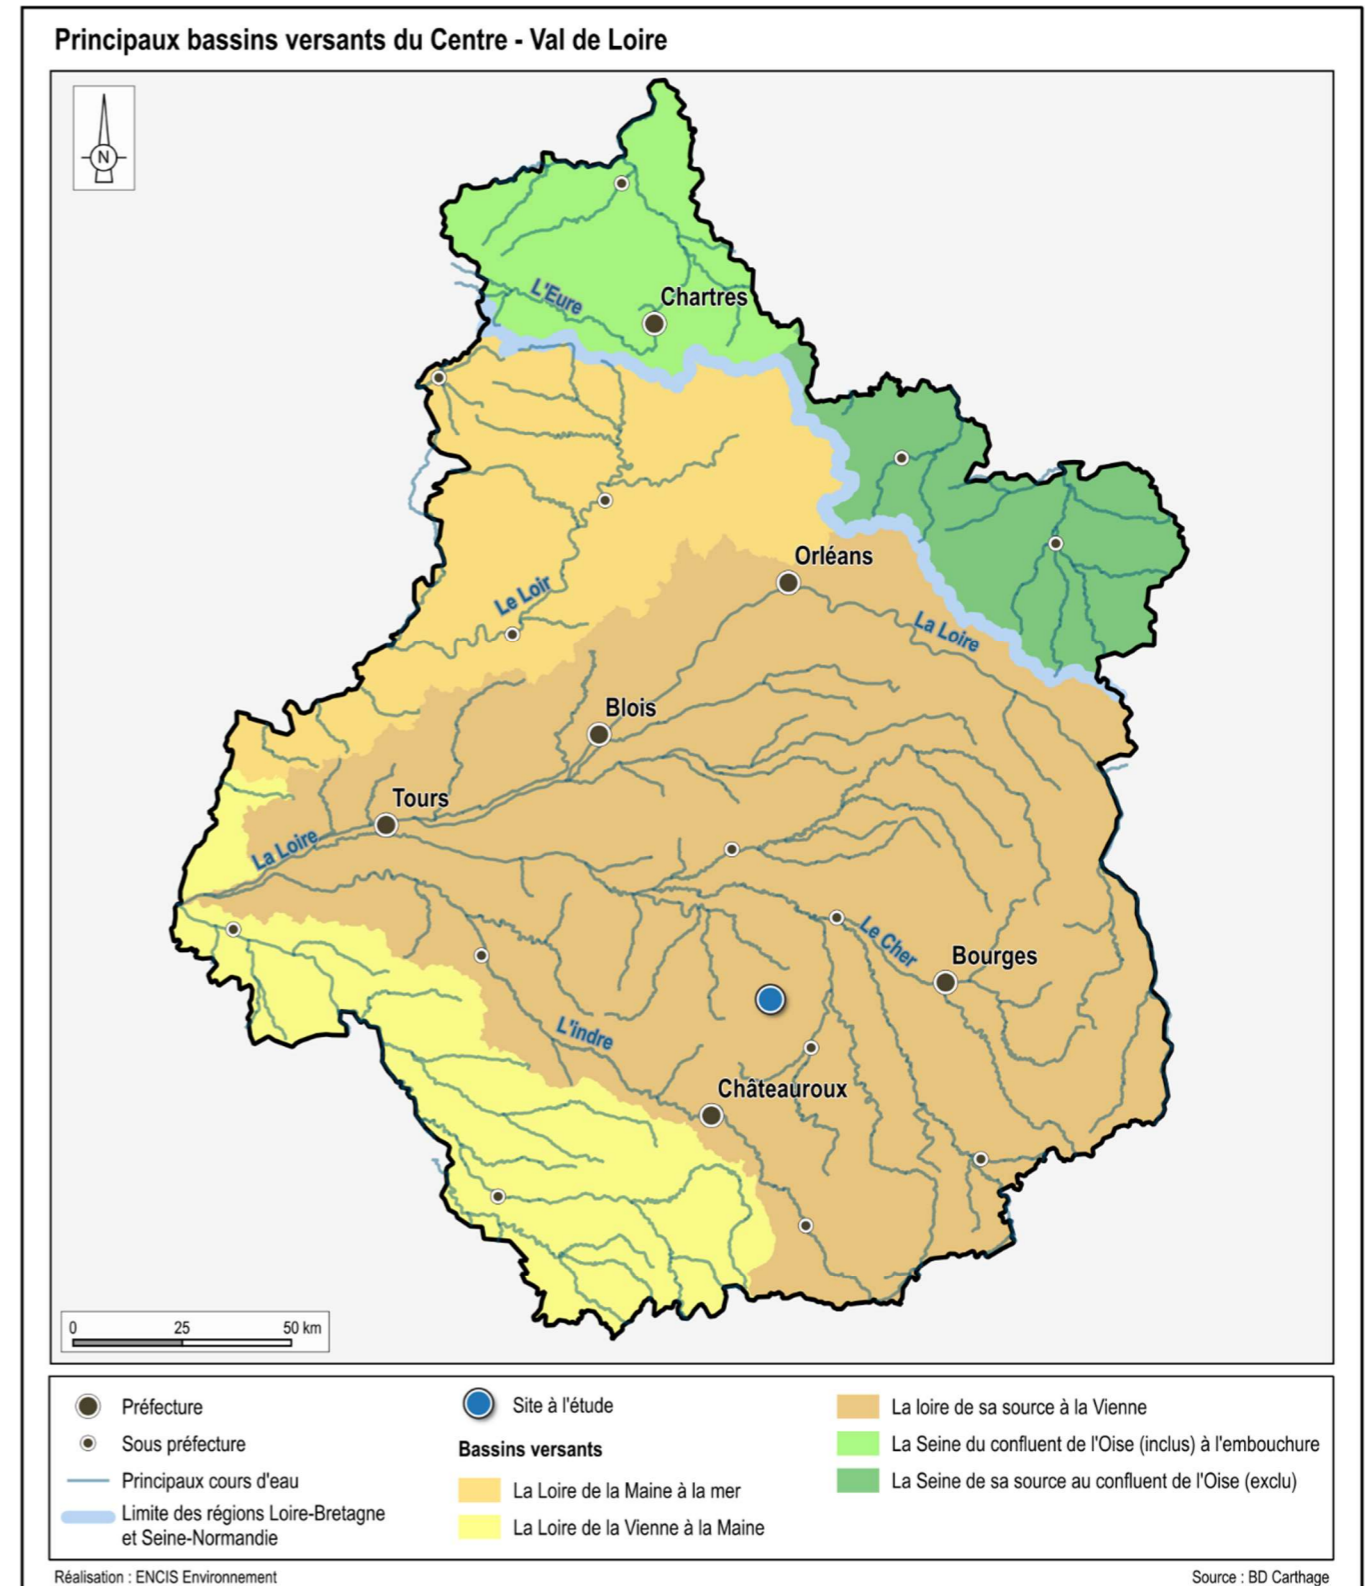 Principaux bassins versants du Centre - Val de Loire
N
L'Eure
Chartres
Orléans
Le Loir
La Loire
Blois
Tours
La Loire
Le Cher
Bourges
L'indre
Châteauroux
0 25 50 km
Préfecture
Sous préfecture
Principaux cours d'eau
Limite des régions Loire-Bretagne
et Seine-Normandie
Site à l'étude
Bassins versants
La Loire de la Maine à la mer
La Loire de la Vienne à la Maine
La loire de sa source à la Vienne
La Seine du confluent de l'Oise (inclus) à l'embouchure
La Seine de sa source au confluent de l'Oise (exclu)
Réalisation : ENCIS Environnement
Source : BD Carthage